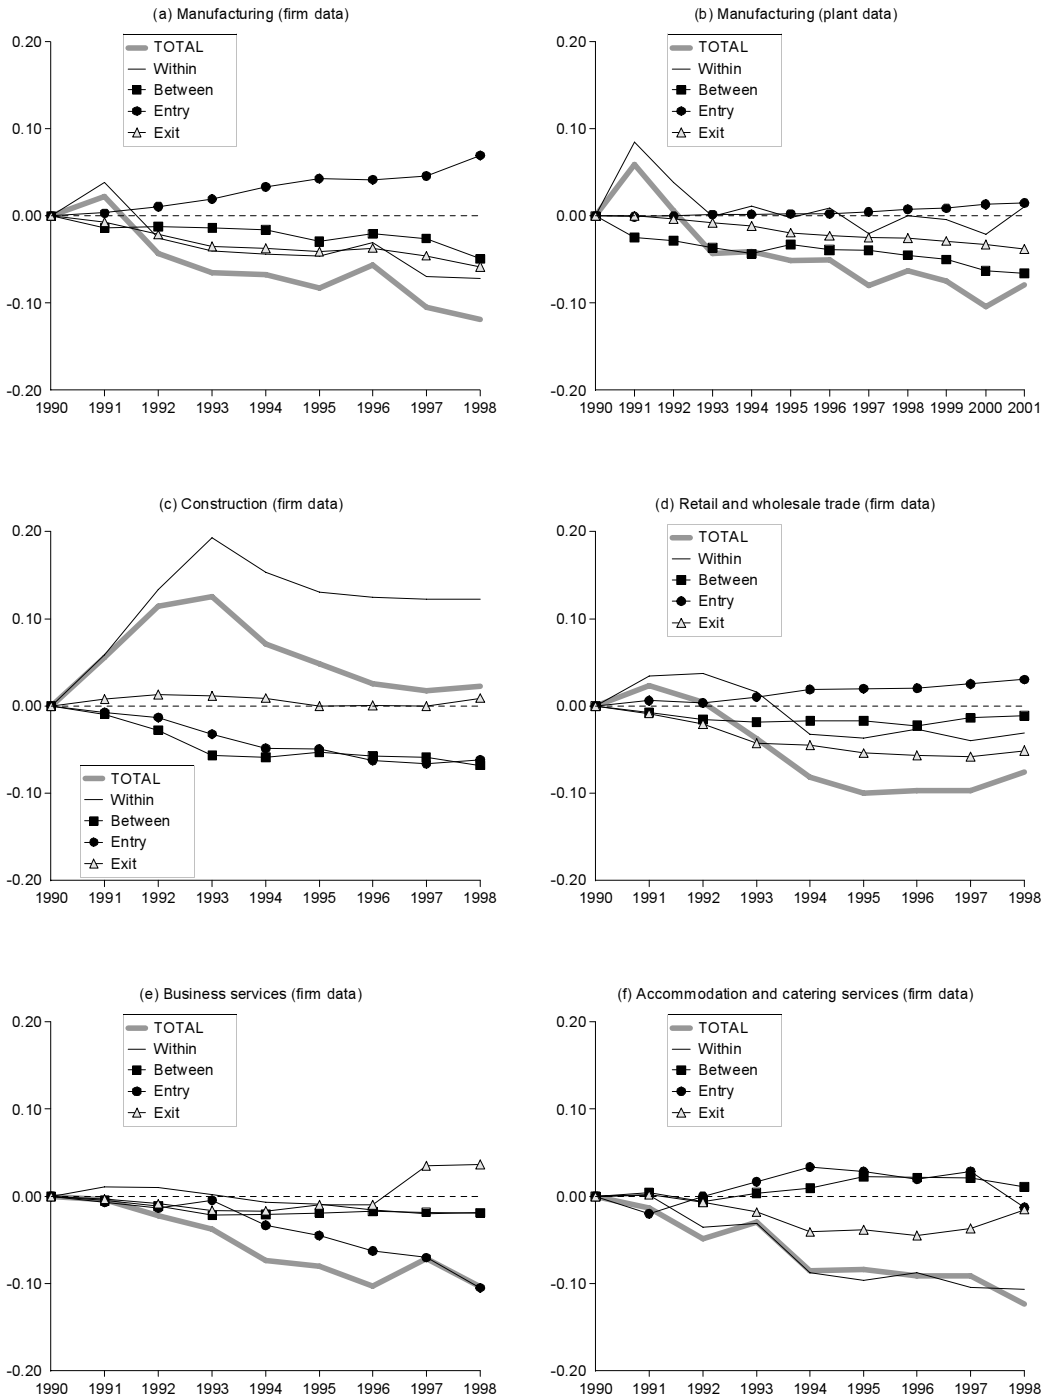 (a) Manufacturing (firm data)
0.20
0.10
0.00
-0.10
-0.20
TOTAL
Within
Between
Entry
Exit
1990 1991 1992 1993 1994 1995 1996 1997 1998
(b) Manufacturing (plant data)
0.20
0.10
0.00
-0.10
-0.20
TOTAL
Within
Between
Entry
Exit
1990 1991 1992 1993 1994 1995 1996 1997 1998 1999 2000 2001
(c) Construction (firm data)
0.20
0.10
0.00
-0.10
-0.20
TOTAL
Within
Between
Entry
Exit
1990 1991 1992 1993 1994 1995 1996 1997 1998
(d) Retail and wholesale trade (firm data)
0.20
0.10
0.00
-0.10
-0.20
TOTAL
Within
Between
Entry
Exit
1990 1991 1992 1993 1994 1995 1996 1997 1998
(e) Business services (firm data)
0.20
0.10
0.00
-0.10
-0.20
TOTAL
Within
Between
Entry
Exit
1990 1991 1992 1993 1994 1995 1996 1997 1998
(f) Accommodation and catering services (firm data)
0.20
0.10
0.00
-0.10
-0.20
TOTAL
Within
Between
Entry
Exit
1990 1991 1992 1993 1994 1995 1996 1997 1998